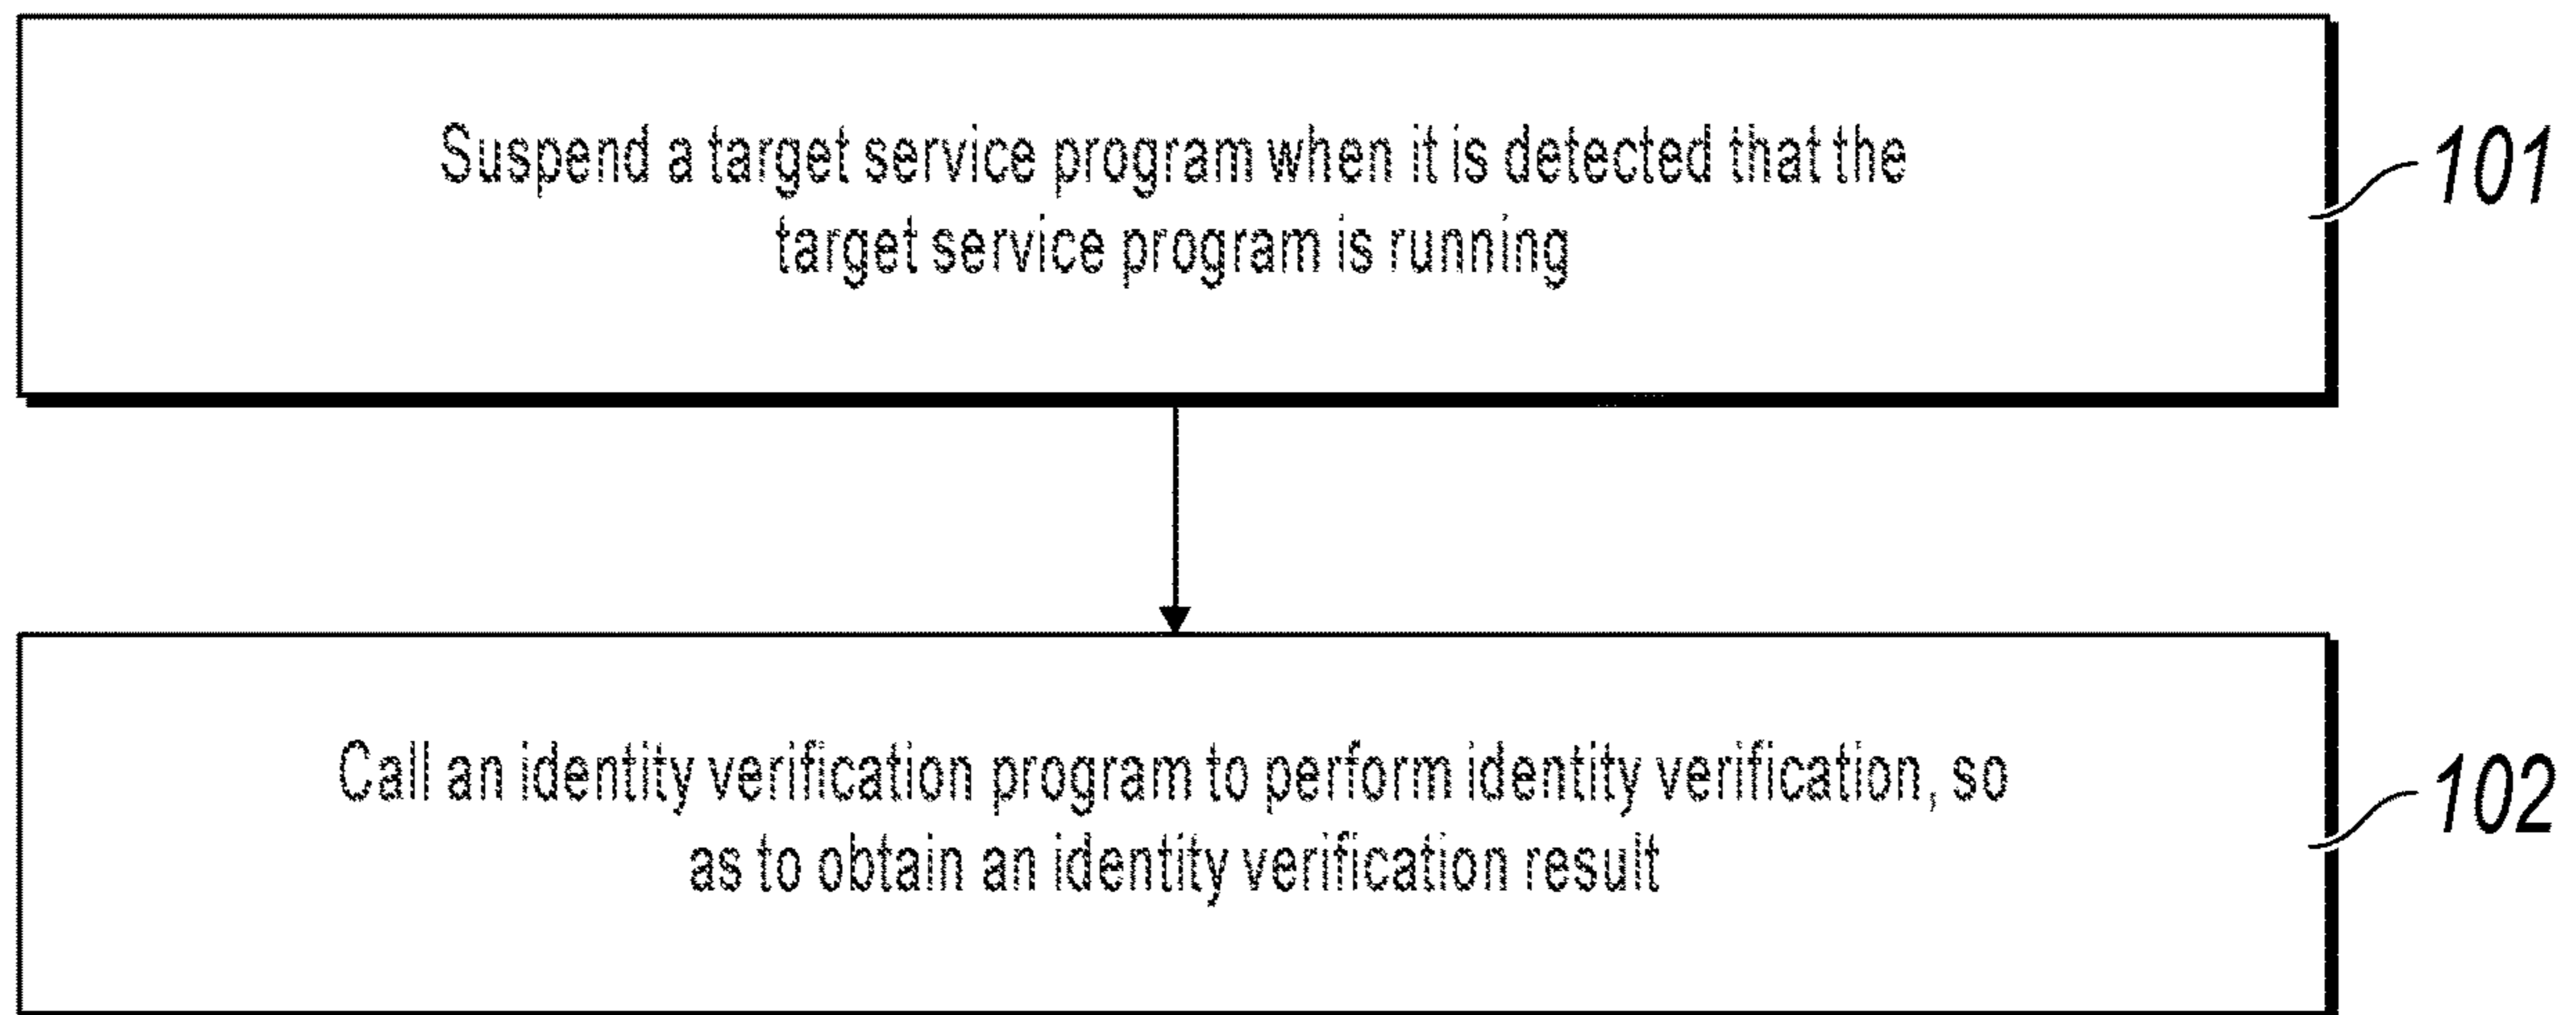 Suspend a target service program when it is detected that the
target service program is running
101
Call an identity verification program to perform identity verification, so
as to obtain an identity verification result
102